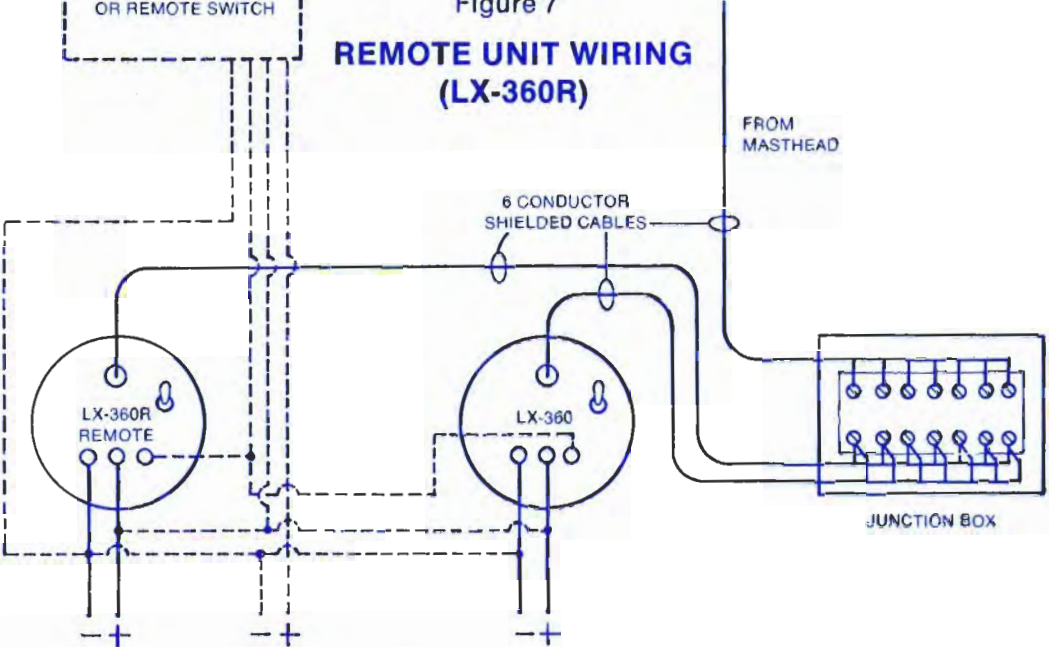 OR REMOTE SWITCH
Figure 7
REMOTE UNIT WIRING
(LX-360R)
FROM
MASTHEAD
6 CONDUCTOR
SHIELDED CABLES
LX-360R
REMOTE
LX-360
JUNCTION BOX
- +
- +
- +